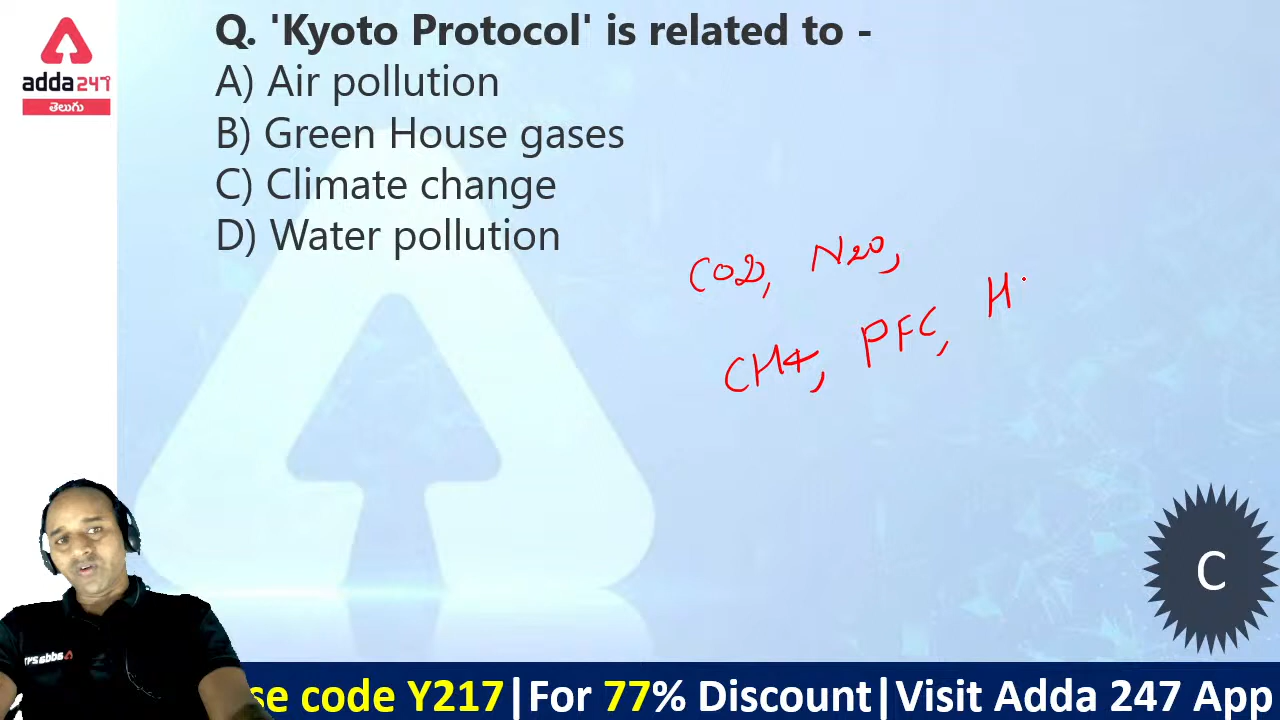 Q. 'Kyoto Protocol' is related to -
A) Air pollution
B) Green House gases
C) Climate change
D) Water pollution
adda247
తెలుగు
CO2, N2O,
CH4, PFC, H
C
se code Y217|For 77% Discount|Visit Adda 247 App